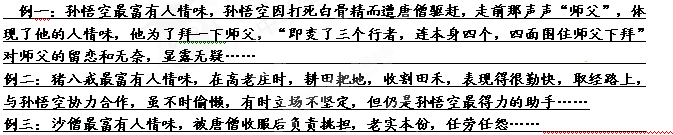 例一：孙悟空最富有人情味，孙悟空因打死白骨精而遭唐僧驱赶，走前那声声“师父”，体
现了他的人情味，他为了拜一下师父，“即变了三个行者，连本身四个，四面围住师父下拜”
对师父的留恋和无奈，显露无疑……
例二：猪八戒最富有人情味，在高老庄时，耕田耙地，收割田禾，表现得很勤快，取经路上，
与孙悟空协力合作，虽不时偷懒，有时立场不坚定，但仍是孙悟空最得力的助手……
例三：沙僧最富有人情味，被唐僧收服后负责挑担，老实本份，任劳任怨……